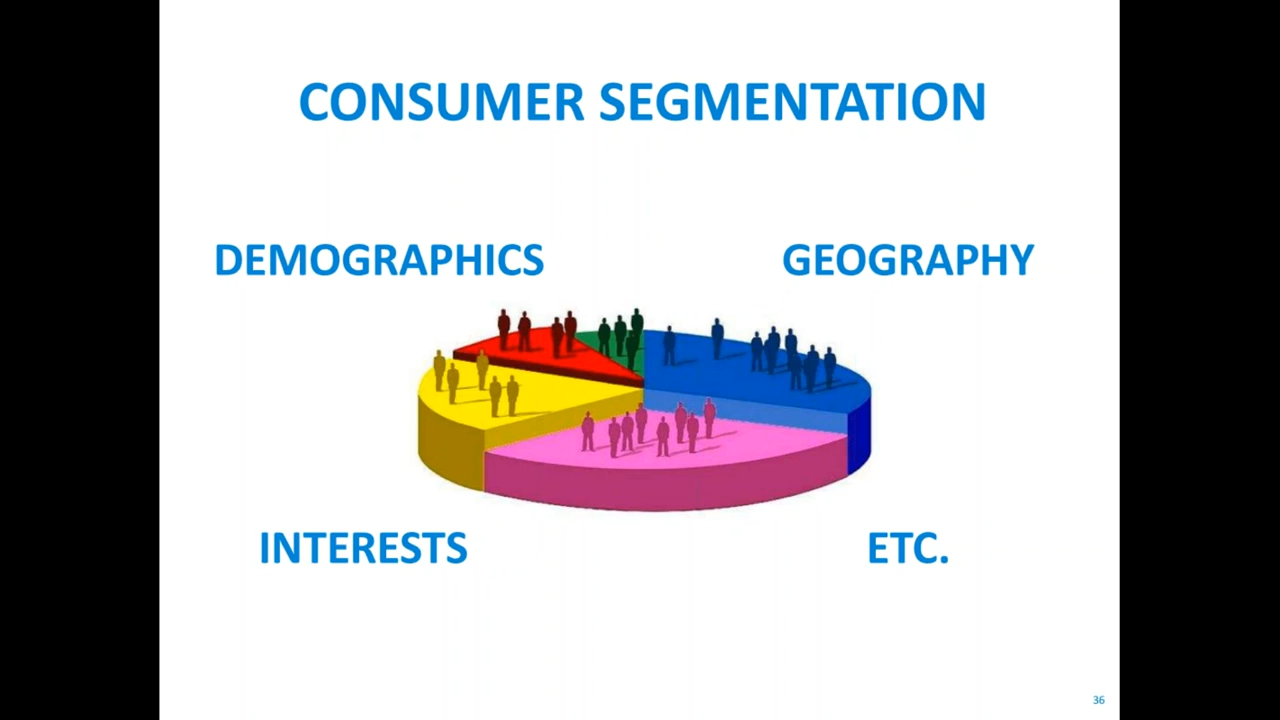 CONSUMER SEGMENTATION
DEMOGRAPHICS
GEOGRAPHY
INTERESTS
ETC.
36